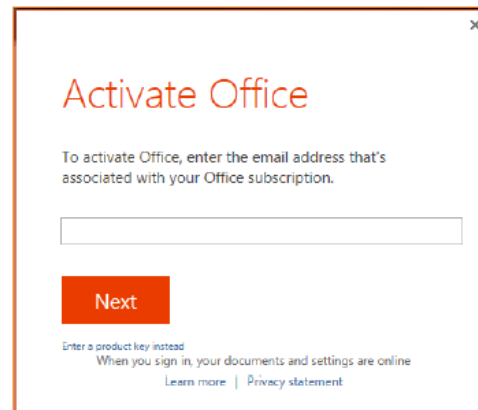 Activate Office
To activate Office, enter the email address that's
associated with your Office subscription.
Next
Enter a product key instead
When you sign in, your documents and settings are online
Learn more | Privacy statement